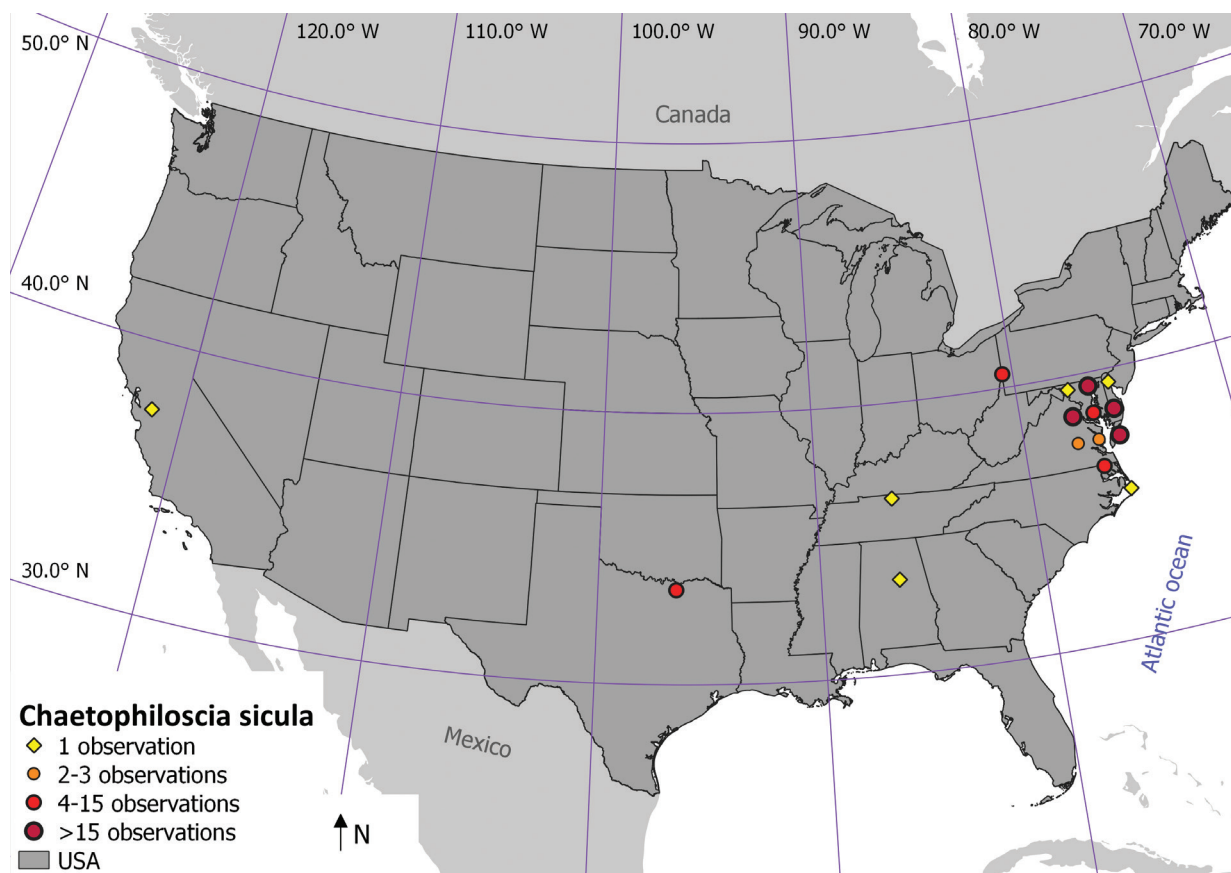 120.0° W 110.0° W 100.0° W 90.0° W 80.0° W 70.0° W
50.0° N
Canada
40.0° N
30.0° N
Atlantic ocean
Mexico
Chaetophiloscia sicula
1 observation
2-3 observations
4-15 observations
>15 observations
USA
N